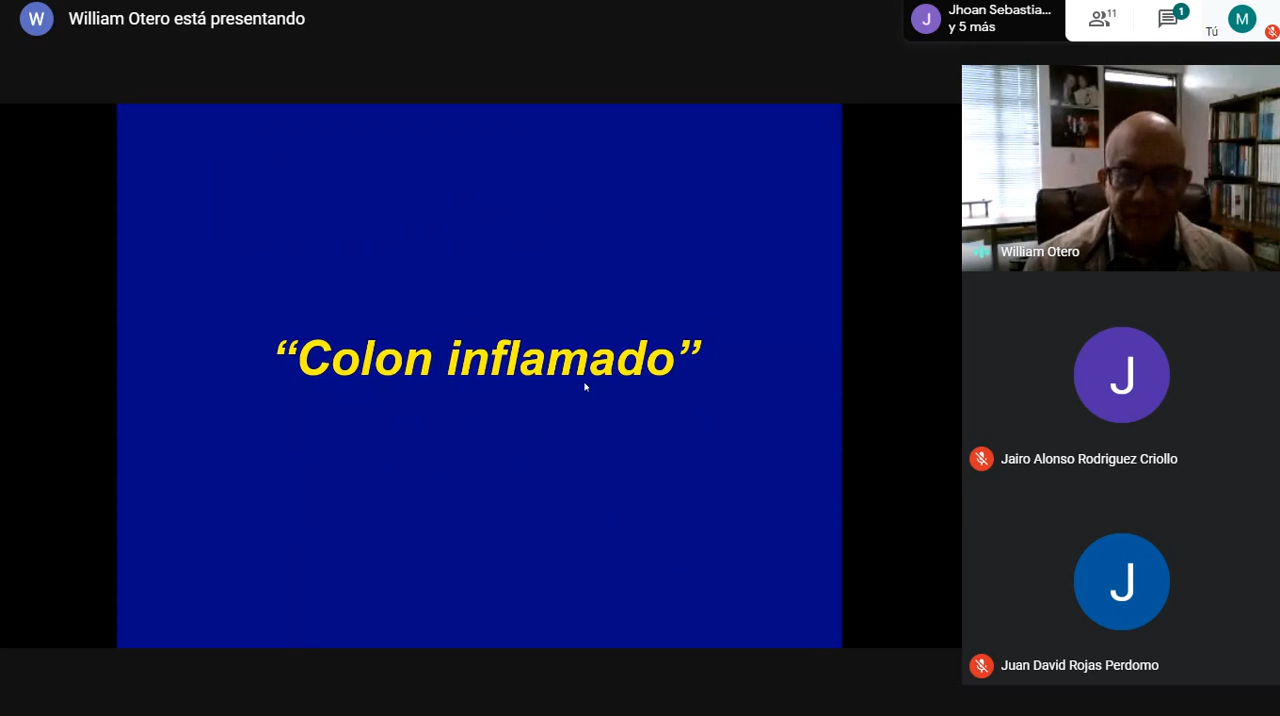 W
William Otero está presentando
J
Jhoan Sebastia...
y 5 más
11
1
Tú
M
“Colon inflamado”
William Otero
J
Jairo Alonso Rodriguez Criollo
J
Juan David Rojas Perdomo